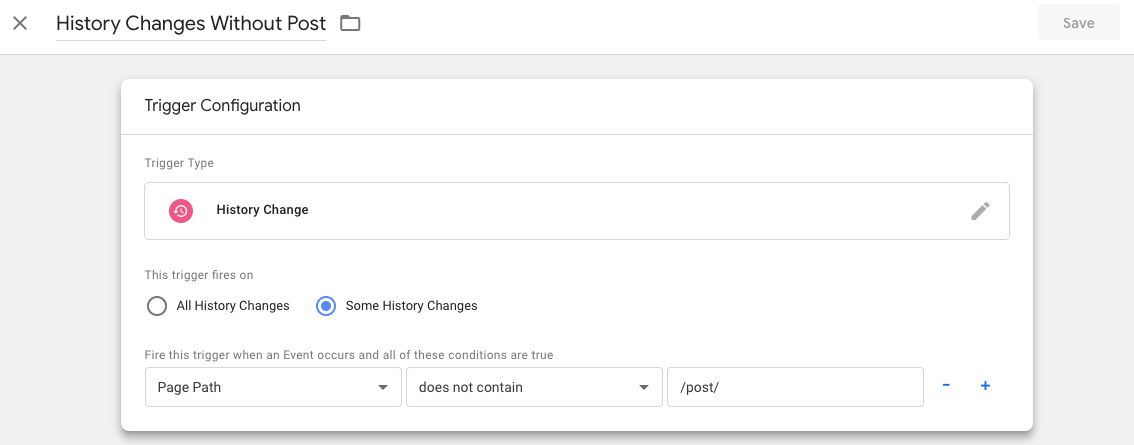 History Changes Without Post
Save
Trigger Configuration
Trigger Type
History Change
This trigger fires on
All History Changes Some History Changes
Fire this trigger when an Event occurs and all of these conditions are true
Page Path does not contain /post/ - +